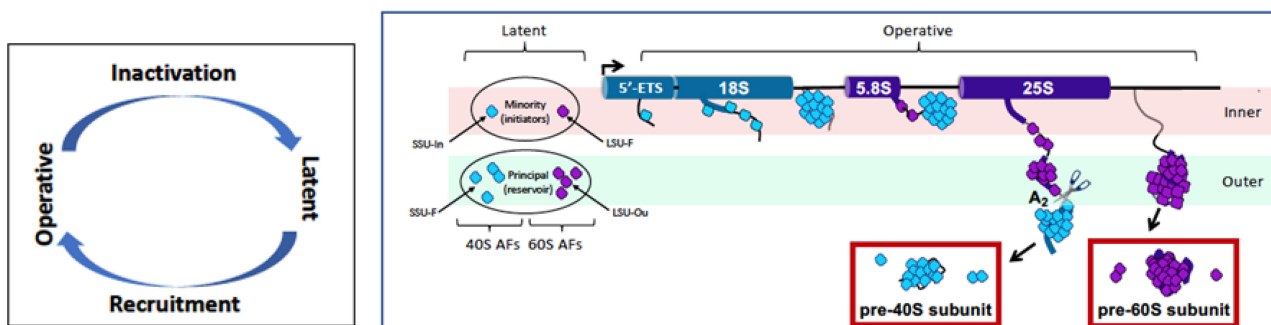 Inactivation
Operative
Latent
Recruitment
Latent
Operative
5'-ETS
18S
5.8S
25S
Minority
(initiators)
Inner
SSU-In
LSU-F
Principal
(reservoir)
Outer
SSU-F
LSU-Ou
A2
40S AFs
60S AFs
pre-40S subunit
pre-60S subunit